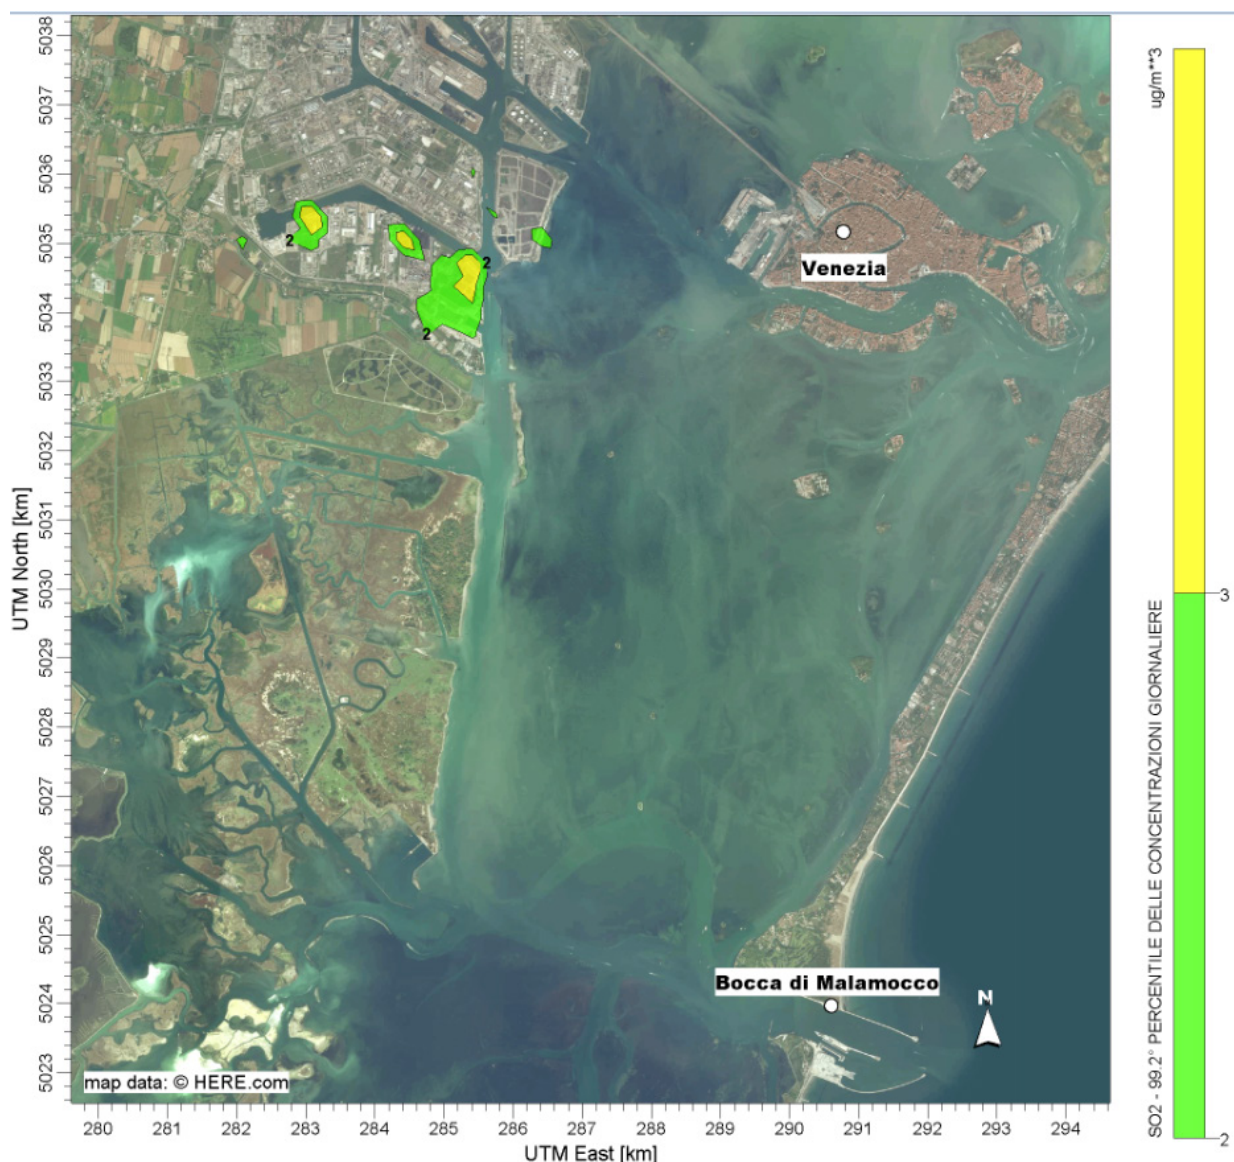 5038
5037
5036
5035
5034
5033
5032
5031
5030
5029
5028
5027
5026
5025
5024
5023
UTM North [km]
2
2
2
Venezia
Bocca di Malamocco
N
map data: © HERE.com
280 281 282 283 284 285 286 287 288 289 290 291 292 293 294
UTM East [km]
ug/m**3
3
2
SO2 - 99.2° PERCENTILE DELLE CONCENTRAZIONI GIORNALIERE